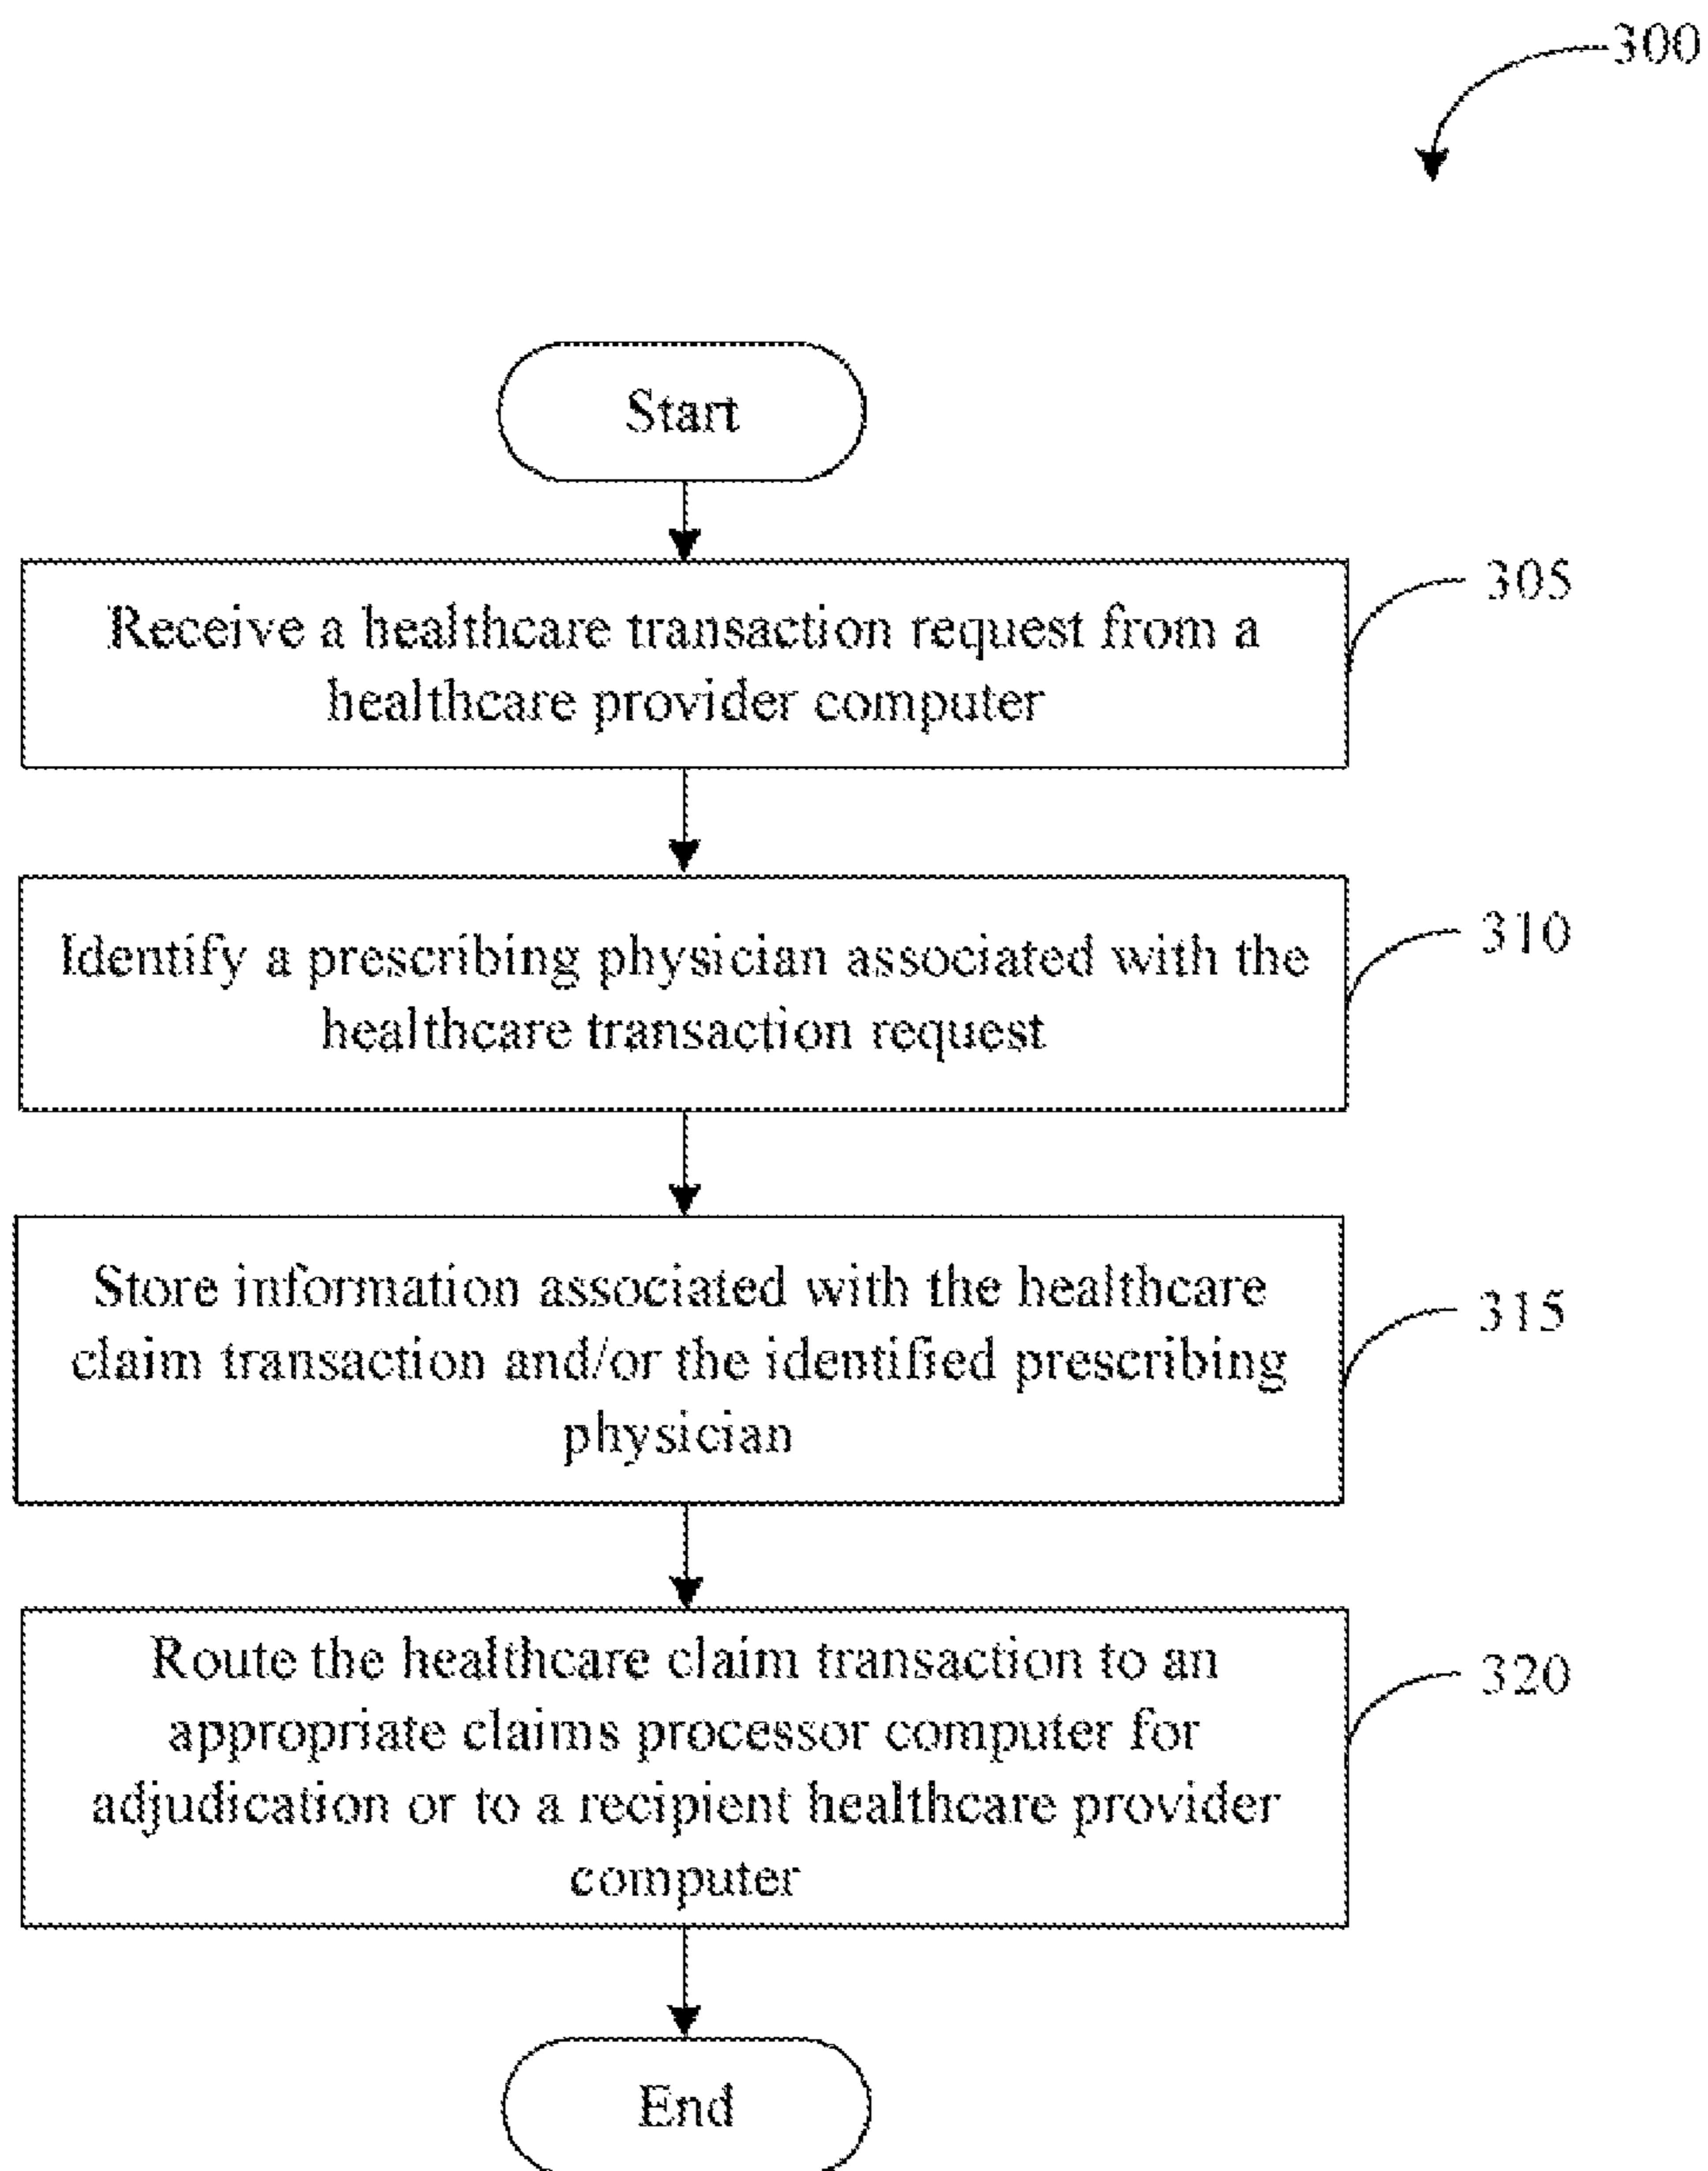 300
Start
Receive a healthcare transaction request from a
healthcare provider computer
305
Identify a prescribing physician associated with the
healthcare transaction request
310
Store information associated with the healthcare
claim transaction and/or the identified prescribing
physician
315
Route the healthcare claim transaction to an
appropriate claims processor computer for
adjudication or to a recipient healthcare provider
computer
320
End